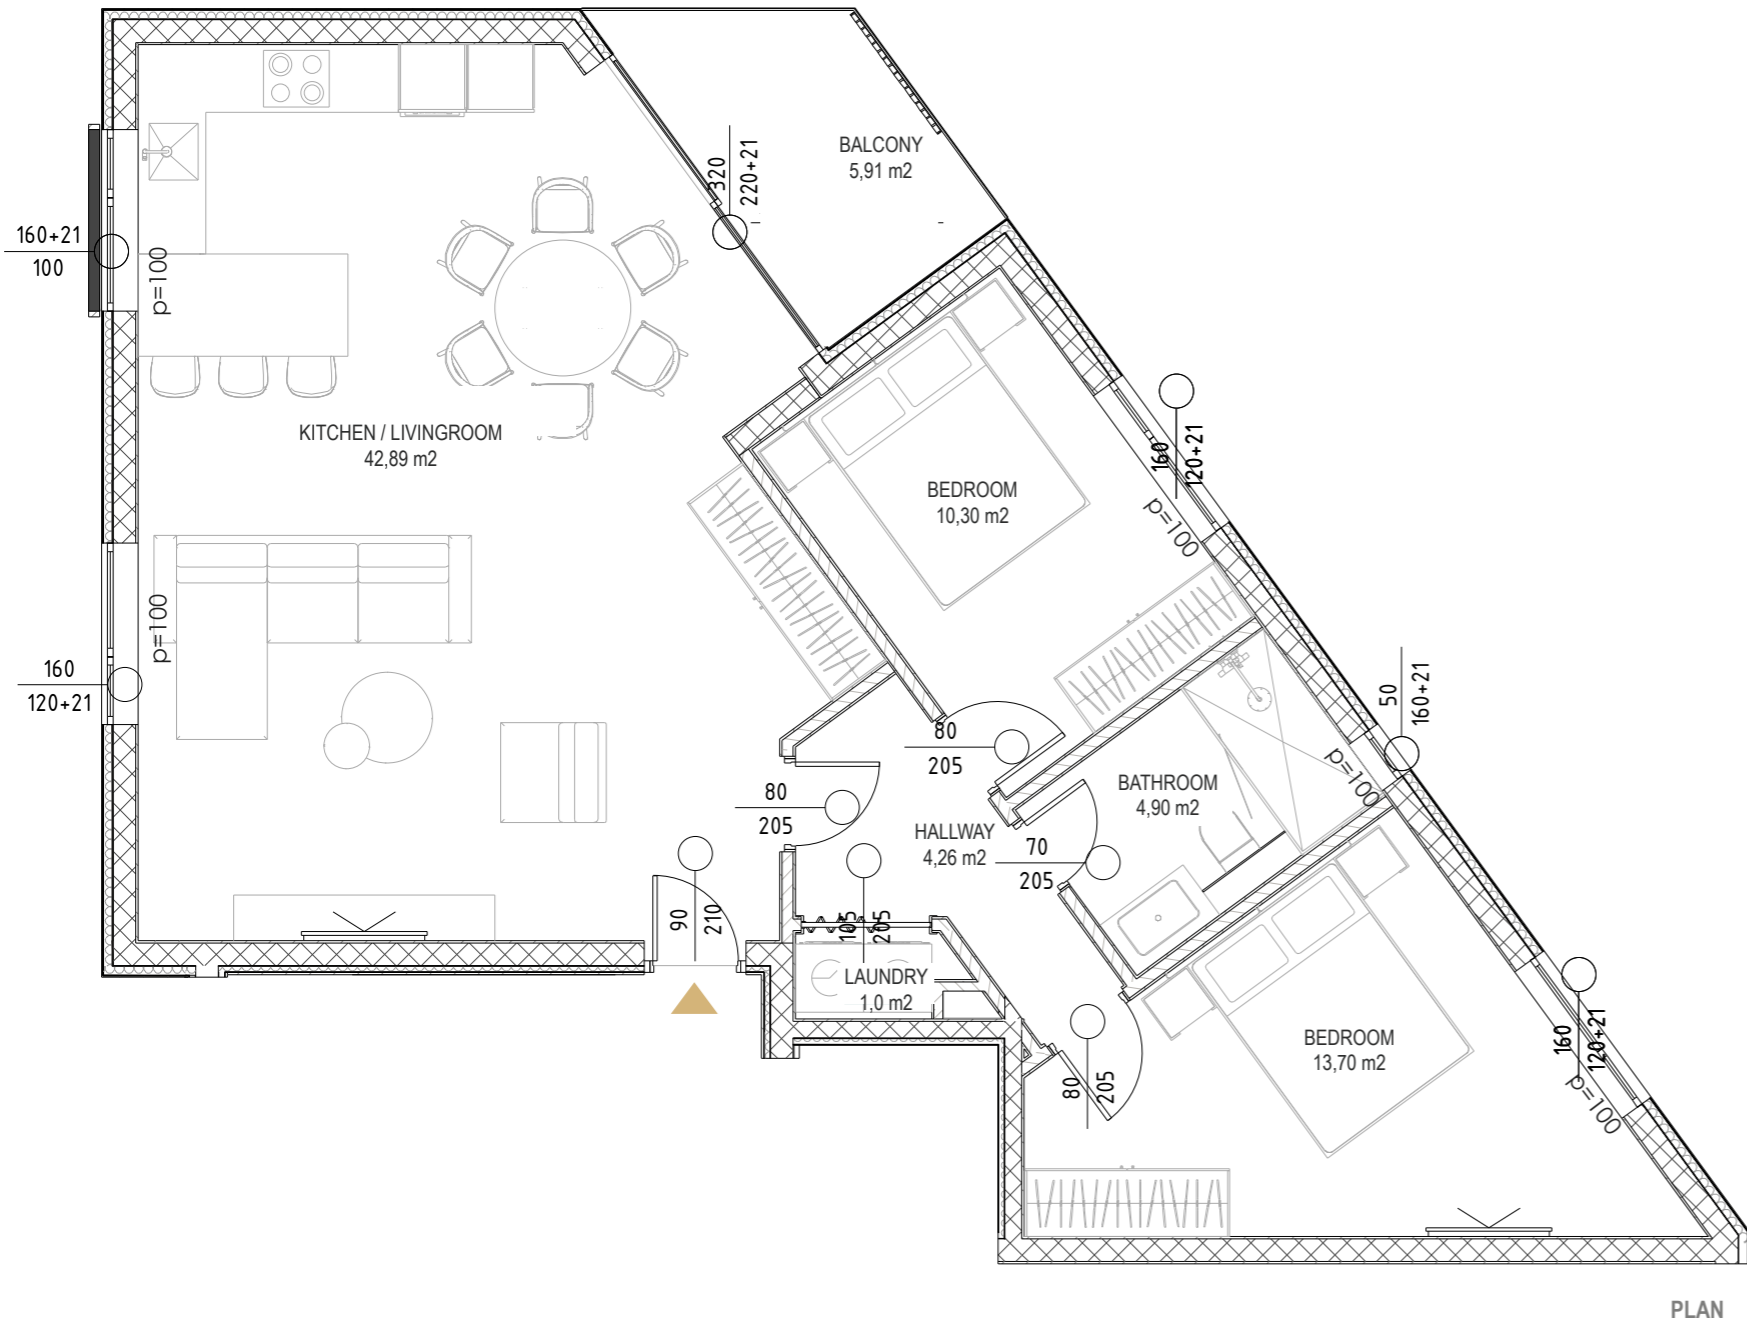 BALCONY
5,91 m2
320
220+21
160+21
100
p=100
KITCHEN / LIVINGROOM
42,89 m2
160
120+21
BEDROOM
10,30 m2
p=100
p=100
160
120+21
50
160+21
80
205
p=100
BATHROOM
4,90 m2
80
205
HALLWAY
4,26 m2
70
205
90
210
105
205
LAUNDRY
1,0 m2
BEDROOM
13,70 m2
160
120+21
80
205
p=100
PLAN